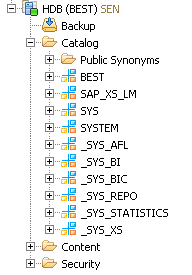 HDB (BEST) SEN
Backup
Catalog
Public Synonyms
BEST
SAP_XS_LM
SYS
SYSTEM
_SYS_AFL
_SYS_BI
_SYS_BIC
_SYS_REPO
_SYS_STATISTICS
_SYS_XS
Content
Security